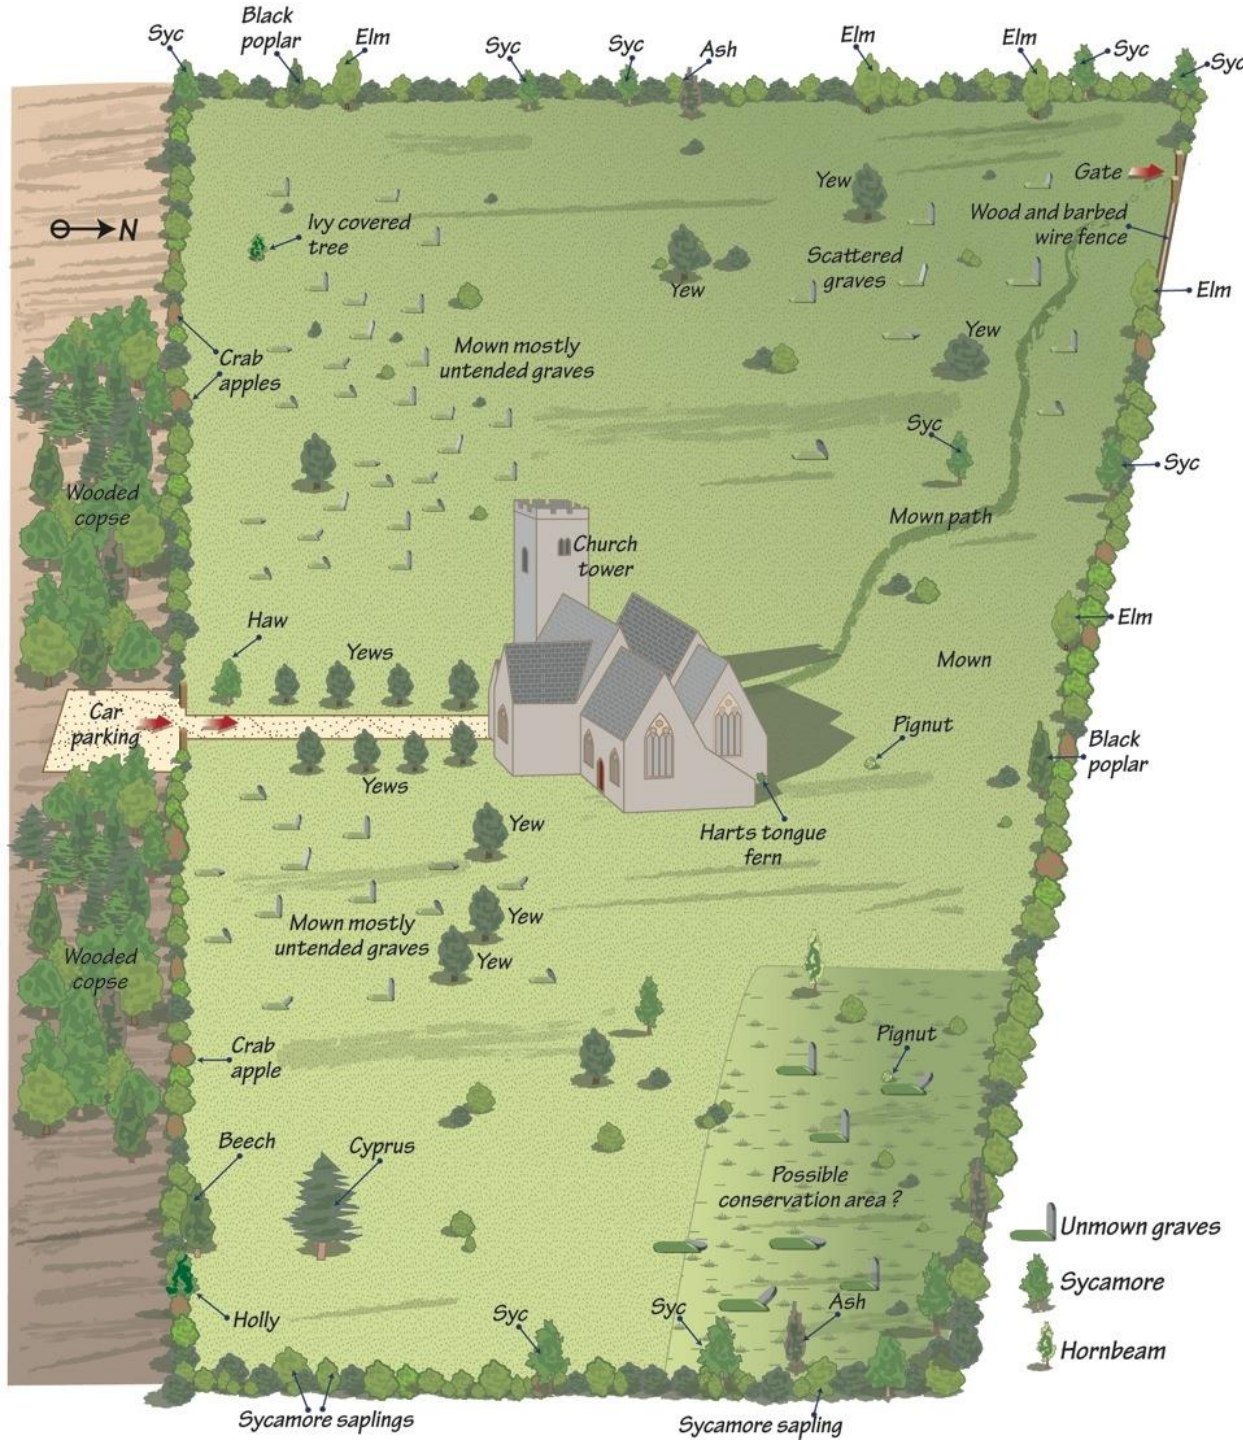 Syc
Black
poplar
Elm
Syc
Syc
Ash
Elm
Elm
Syc
Syc
Gate
Yew
Wood and barbed
wire fence
N
Ivy covered
tree
Scattered
graves
Yew
Elm
Yew
Crab
apples
Mown mostly
untended graves
Syc
Syc
Wooded
copse
Mown path
Church
tower
Haw
Elm
Yews
Mown
Car
parking
Pignut
Black
poplar
Yews
Yew
Harts tongue
fern
Yew
Mown mostly
untended graves
Wooded
copse
Yew
Pignut
Crab
apple
Beech
Cyprus
Possible
conservation area ?
Unmown graves
Sycamore
Holly
Syc
Syc
Ash
Hornbeam
Sycamore saplings
Sycamore sapling